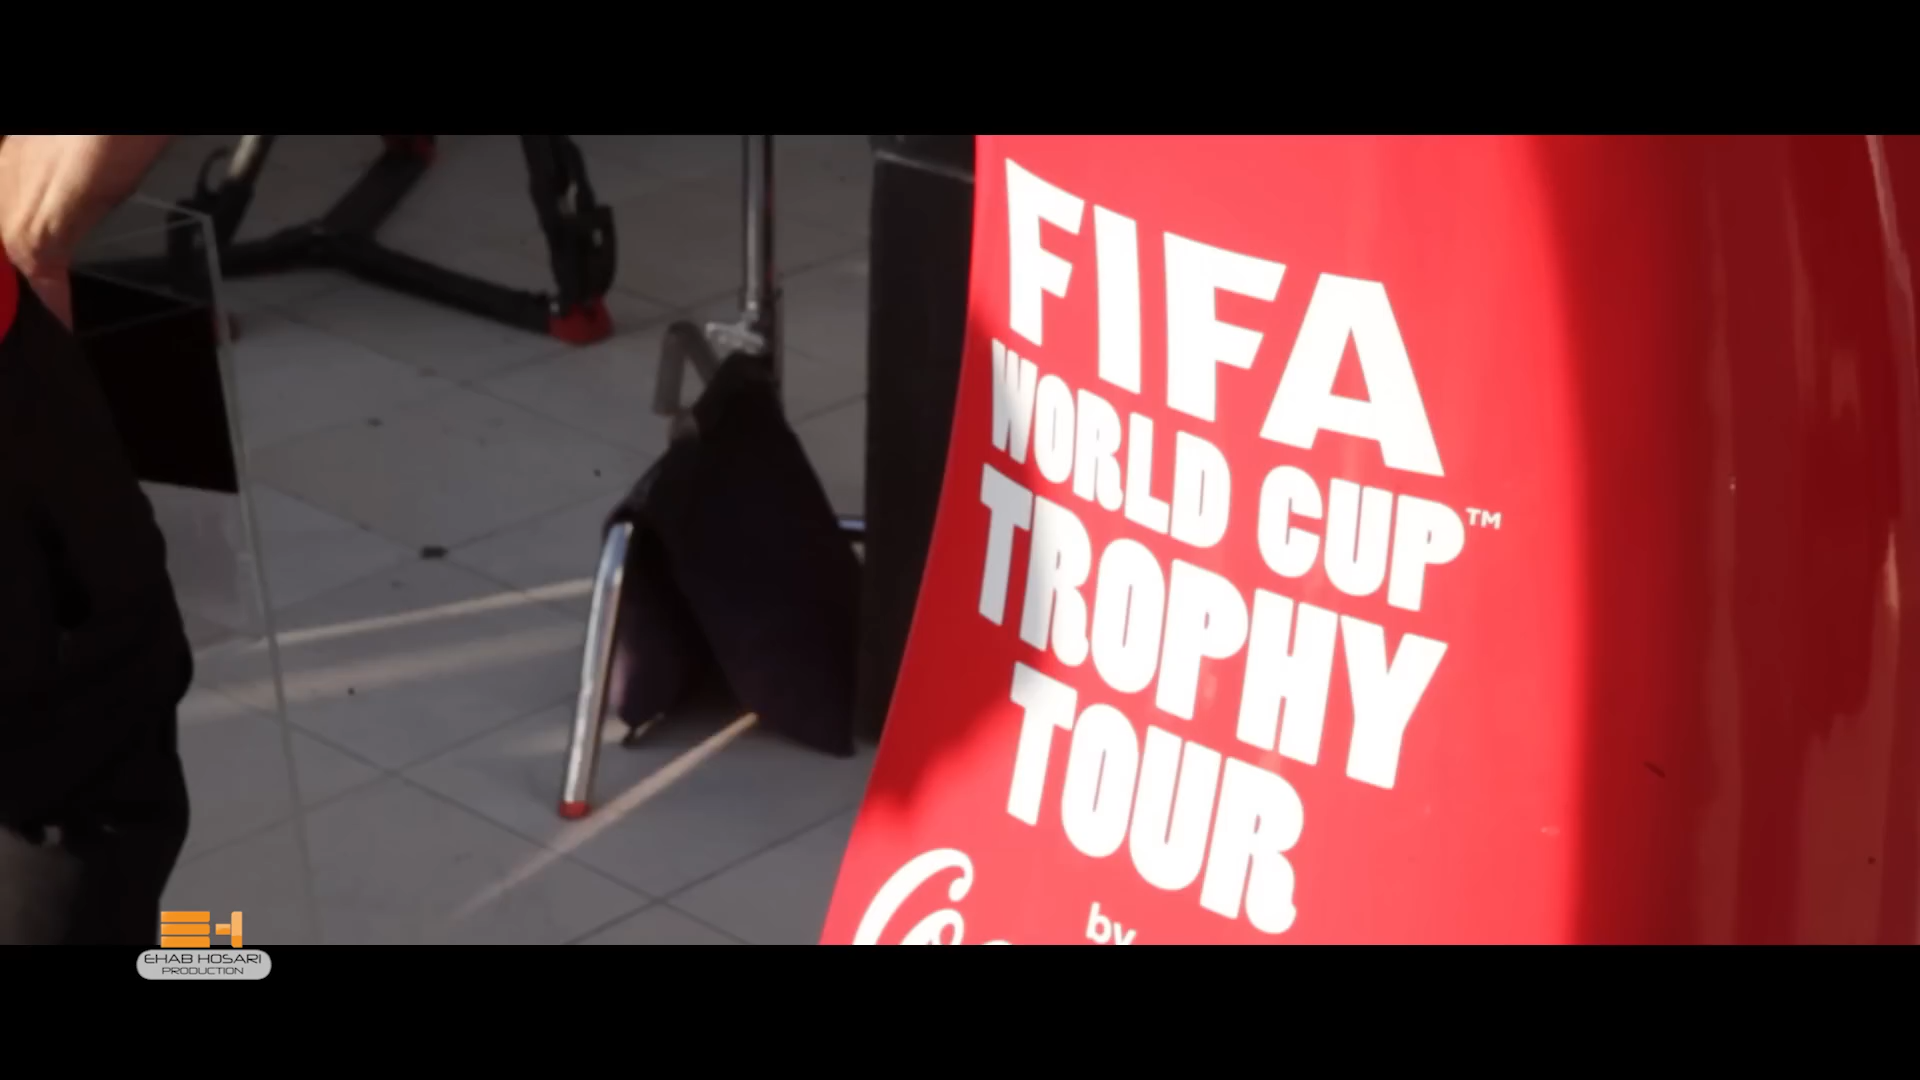 FIFA
WORLD CUP™
TROPHY
TOUR
by
EHAB HOSARI
PRODUCTION